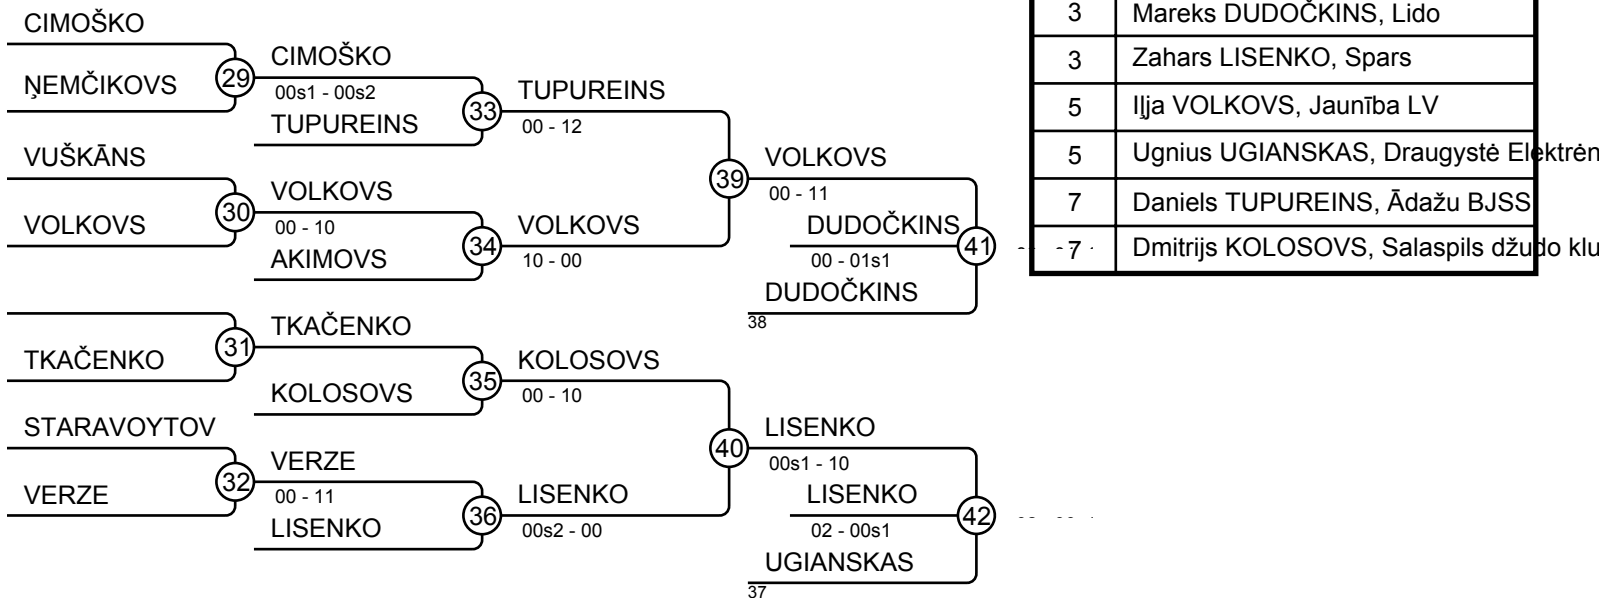 CIMOŠKO
ŅEMČIKOVS
29
CIMOŠKO
00s1 - 00s2
TUPUREINS
33
TUPUREINS
00 - 12
VUŠKĀNS
VOLKOVS
30
VOLKOVS
00 - 10
AKIMOVS
34
VOLKOVS
10 - 00
39
VOLKOVS
00 - 11
DUDOČKINS
00 - 01s1
DUDOČKINS
38
41
TKAČENKO
31
TKAČENKO
KOLOSOVS
35
KOLOSOVS
00 - 10
STARAVOYTOV
VERZE
32
VERZE
00 - 11
LISENKO
36
LISENKO
00s2 - 00
40
LISENKO
00s1 - 10
LISENKO
02 - 00s1
UGIANSKAS
37
42
3 Mareks DUDOČKINS, Lido
3 Zahars LISENKO, Spars
5 Iļja VOLKOVS, Jaunība LV
5 Ugnius UGIANSKAS, Draugystė Elektrėn
7 Daniels TUPUREINS, Ādažu BJSS
7 Dmitrijs KOLOSOVS, Salaspils džudo klu